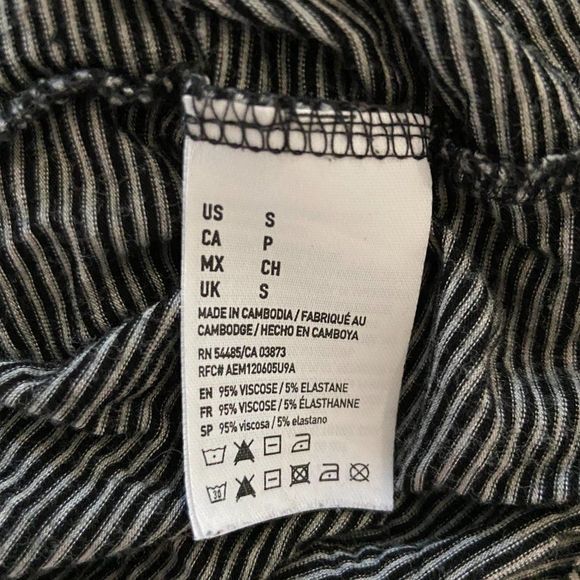 US S
CA P
MX CH
UK S
MADE IN CAMBODIA / FABRIQUÉ AU
CAMBODGE / HECHO EN CAMBOYA
RN 54485/CA 03873
RFC# AEM120605U9A
EN 95% VISCOSE / 5% ELASTANE
FR 95% VISCOSE / 5% ÉLASTHANNE
SP 95% viscosa / 5% elastano
30